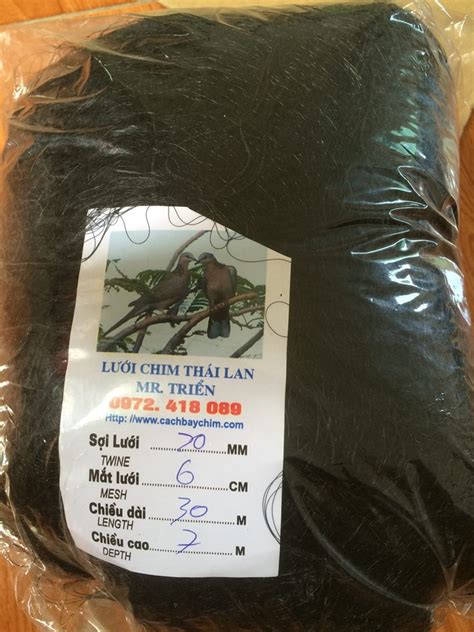 LƯỚI CHIM THÁI LAN
MR. TRIỂN
0972. 418 089
Http: //www.cachbaychim.com
Sợi Lưới.......20.......MM
TWINE
Mắt lưới.......6.......CM
MESH
Chiều dài.......30.......M
LENGTH
Chiều cao.......7.......M
DEPTH